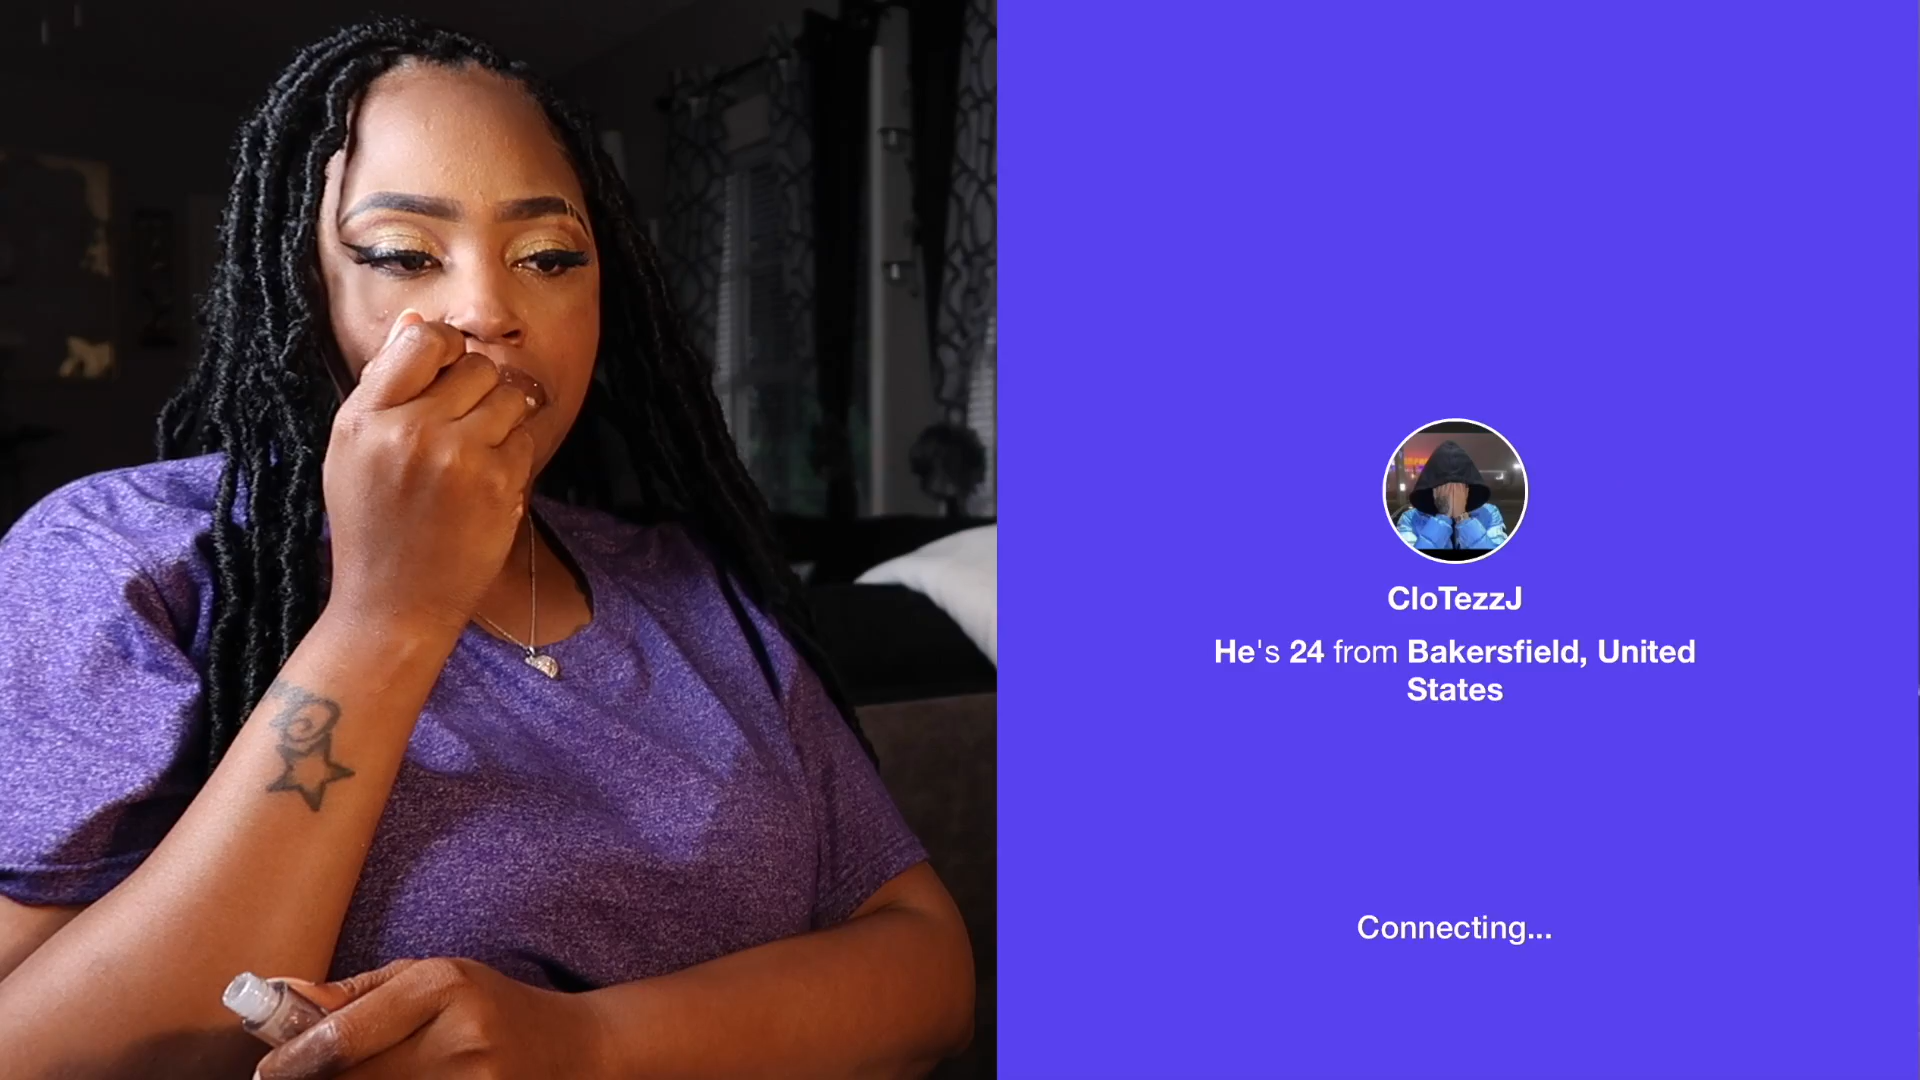 CloTezzJ
He's 24 from Bakersfield, United
States
Connecting...